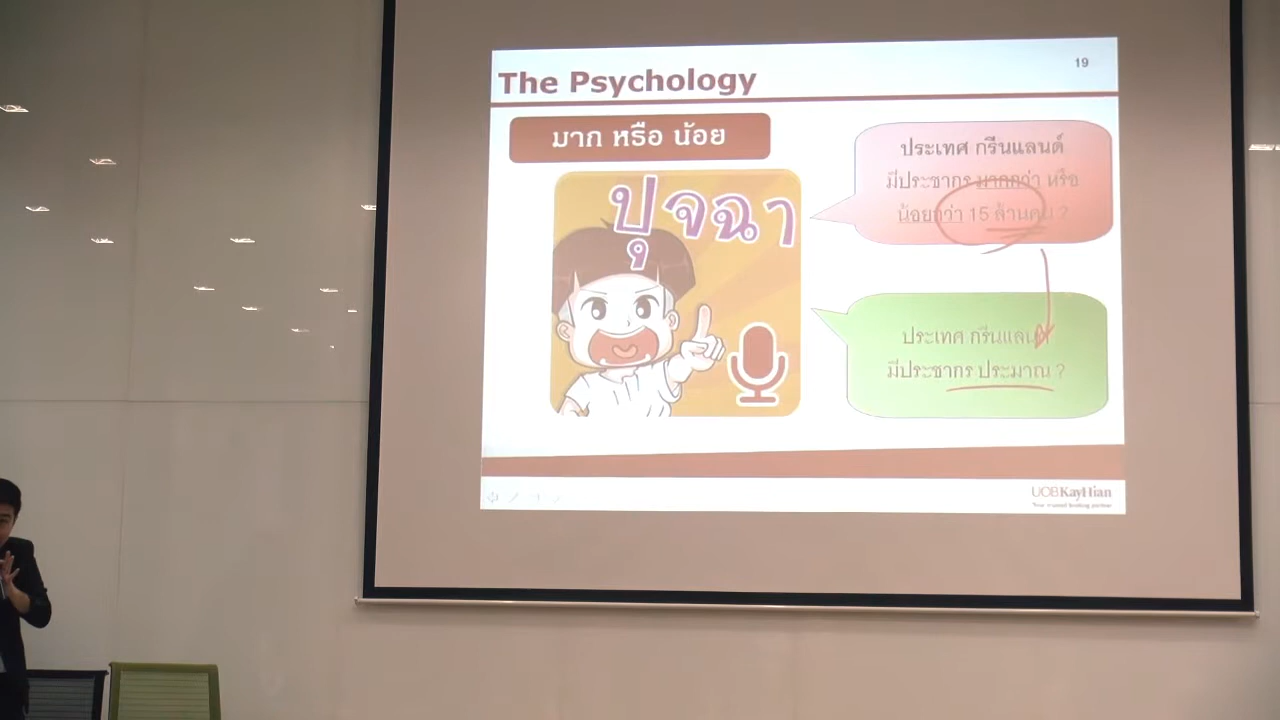 19
The Psychology
มาก หรือ น้อย
ปุจฉา
ประเทศ กรีนแลนด์
มีประชากร มากกว่า หรือ
น้อยกว่า 15 ล้านคน ?
ประเทศ กรีนแลนด์
มีประชากร ประมาณ ?
UOBKayHian
Your trusted broking partner